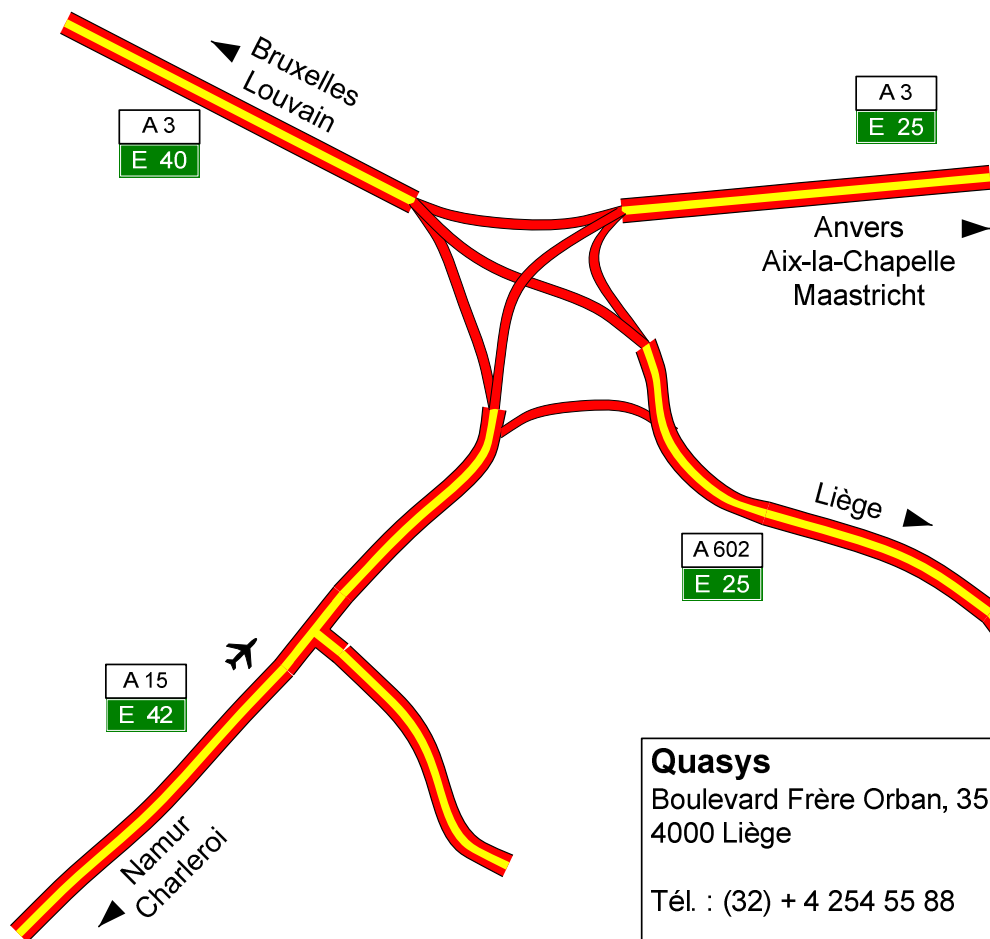 Bruxelles
Louvain
A 3
E 25
A 3
E 40
Anvers
Aix-la-Chapelle
Maastricht
Liège
A 602
E 25
A 15
E 42
Namur
Charleroi
Quasys
Boulevard Frère Orban, 35
4000 Liège
Tél. : (32) + 4 254 55 88